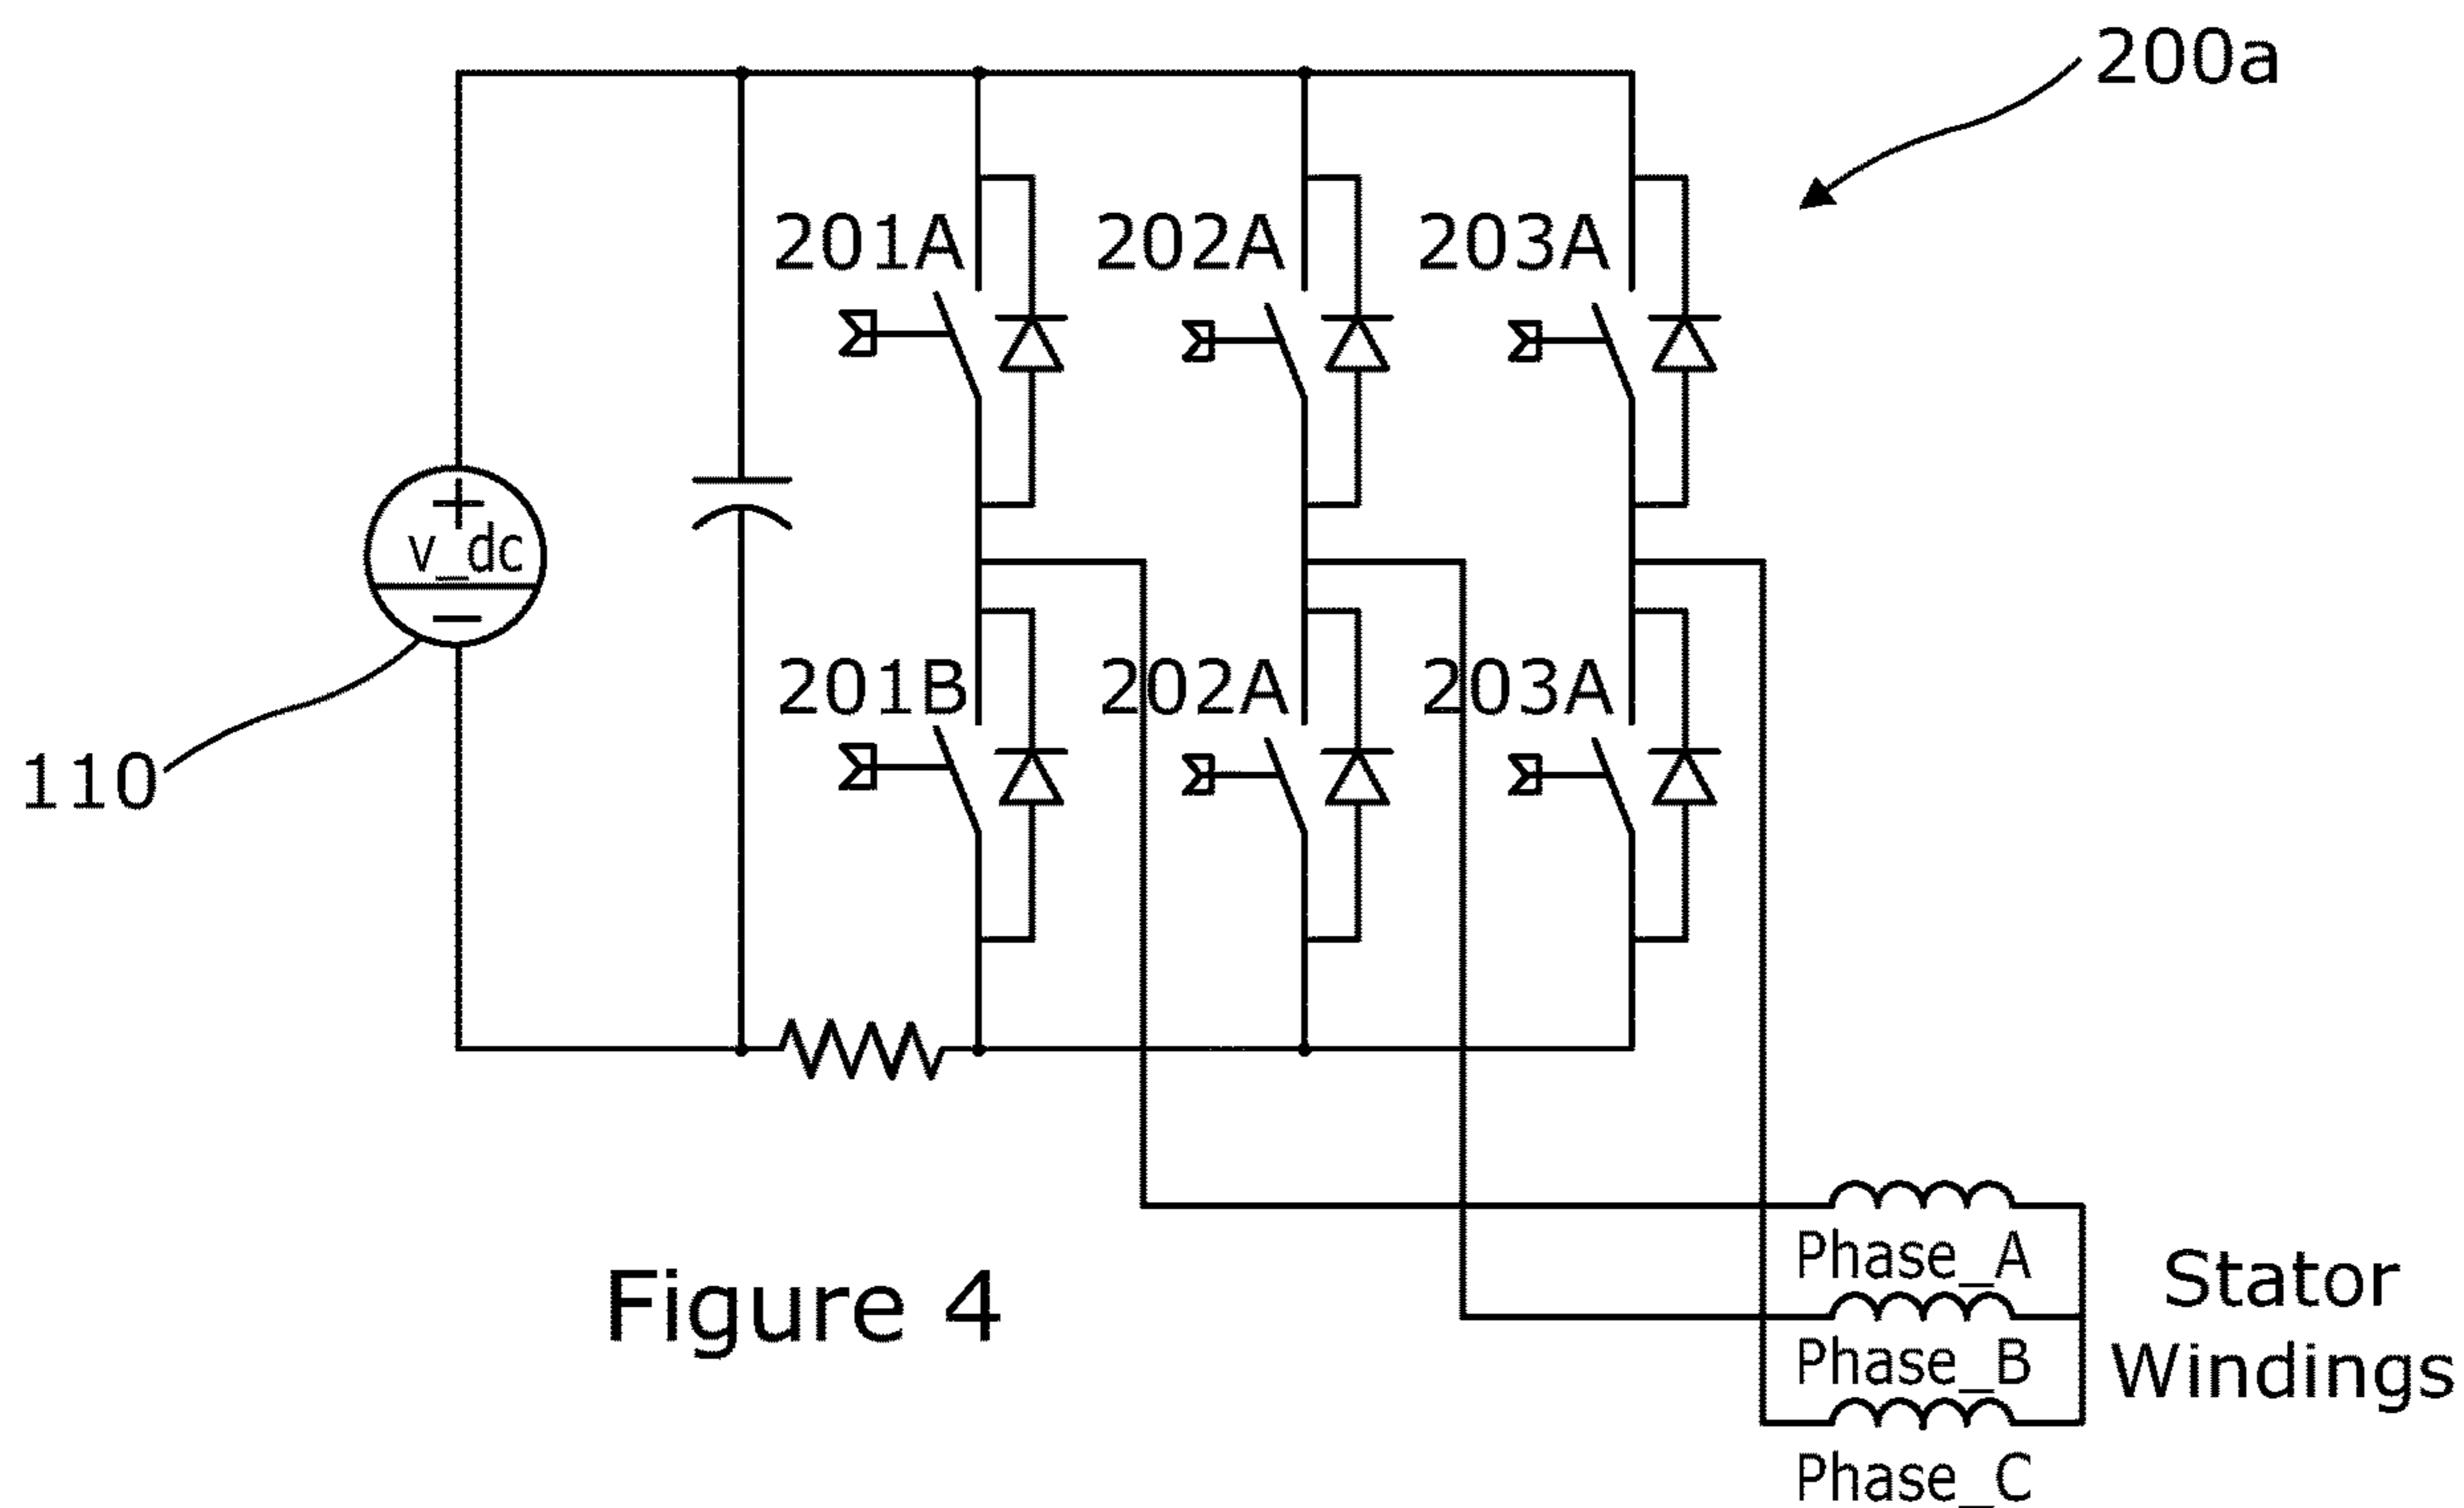 200a
201A
202A
203A
+
v_dc
−
201B
202A
203A
110
Phase_A
Phase_B
Phase_C
Stator
Windings
Figure 4